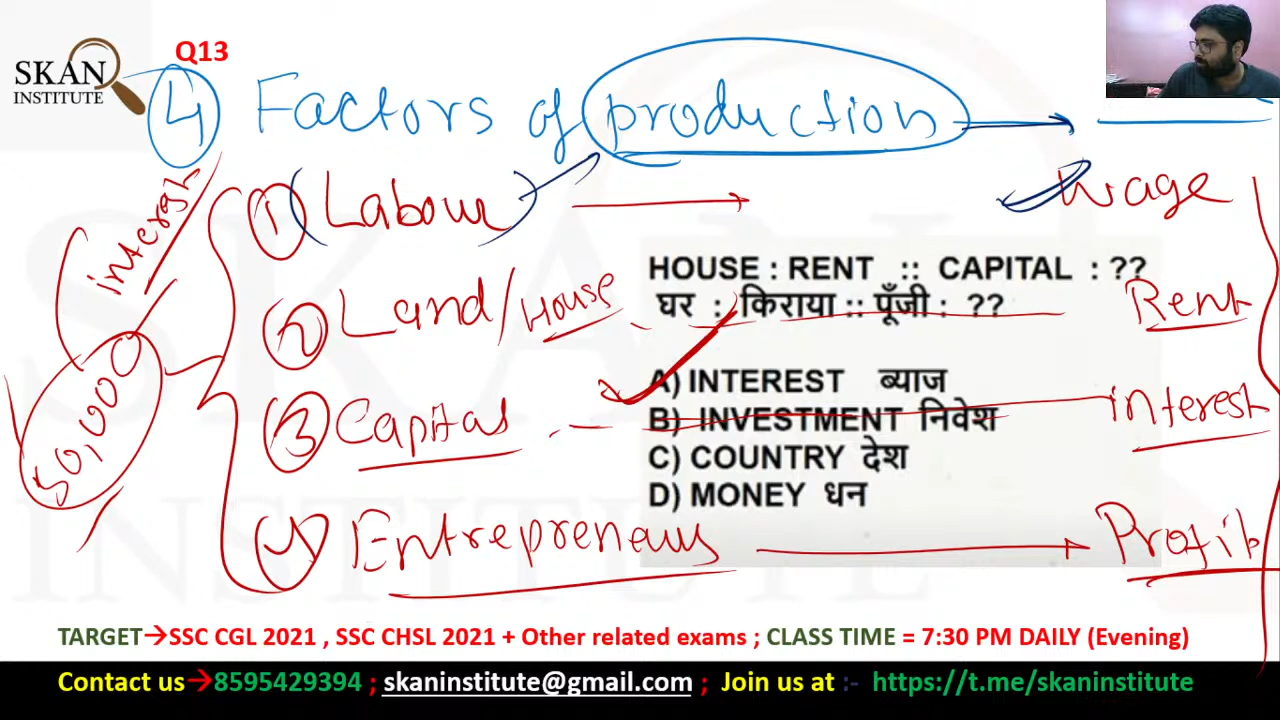 SKAN
INSTITUTE
Q13
4 Factors of production
interest
1 (Labour) wage
HOUSE : RENT :: CAPITAL : ??
घर : किराया :: पूँजी : ??
2 Land/House Rent
A) INTEREST ब्याज
B) INVESTMENT निवेश
3 Capital interest
50,000
C) COUNTRY देश
D) MONEY धन
4 Entrepreneurs Profit
TARGET→SSC CGL 2021 , SSC CHSL 2021 + Other related exams ; CLASS TIME = 7:30 PM DAILY (Evening)
Contact us→8595429394 ; skaninstitute@gmail.com ; Join us at :- https://t.me/skaninstitute